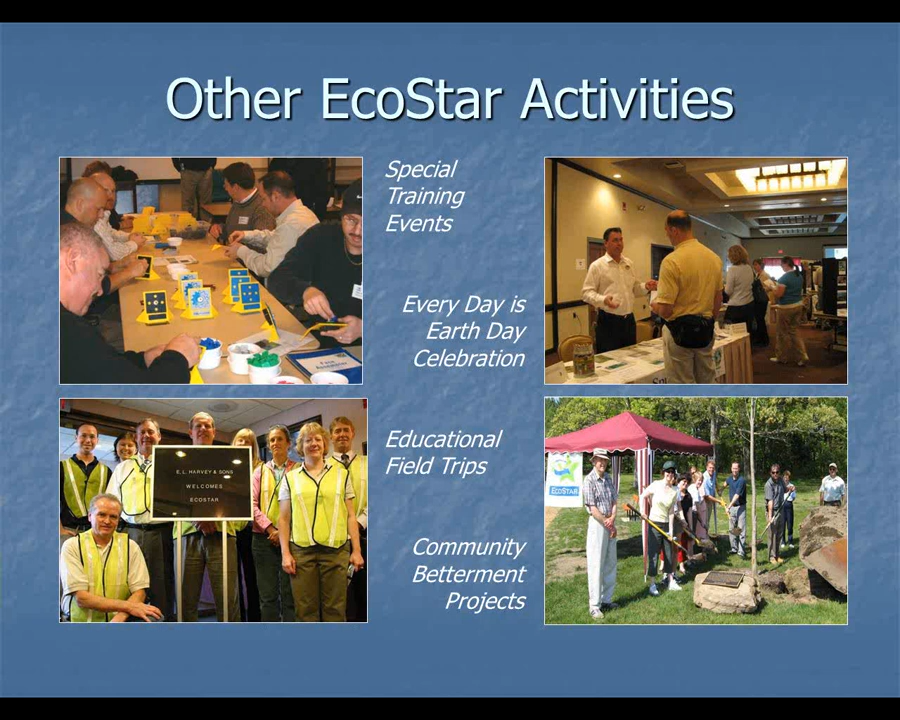 Other EcoStar Activities
Special
Training
Events
Every Day is
Earth Day
Celebration
E.L. HARVEY & SONS
WELCOMES
ECOSTAR
Educational
Field Trips
ECOSTAR
Community
Betterment
Projects